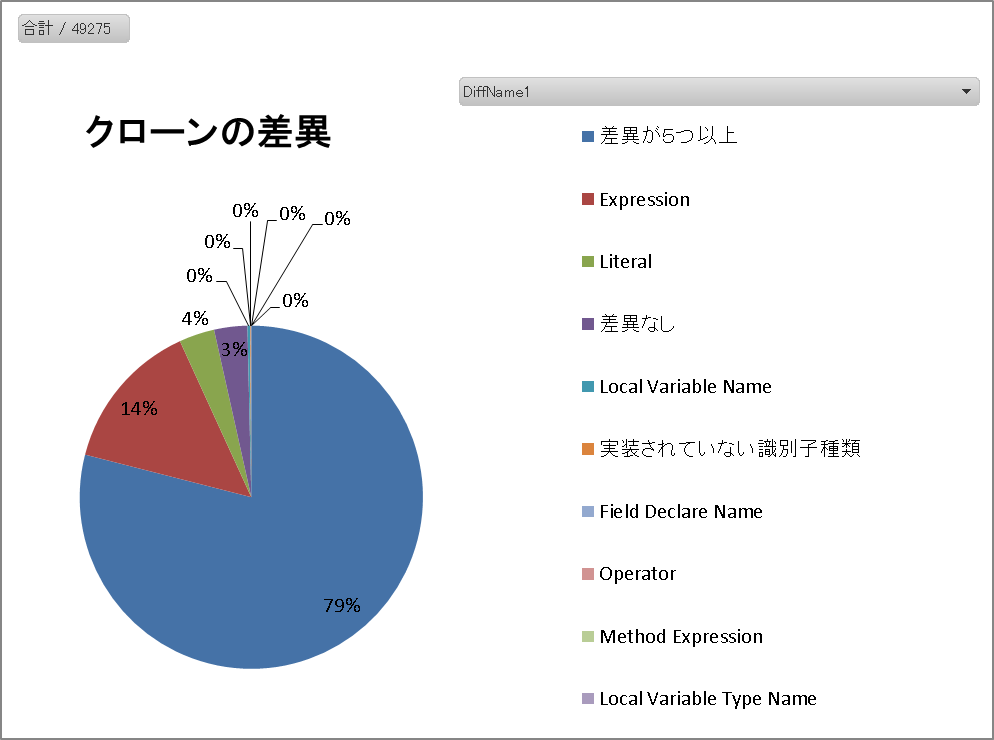 合計 / 49275
DiffName1
クローンの差異
差異が５つ以上
Expression
Literal
差異なし
Local Variable Name
実装されていない識別子種類
Field Declare Name
Operator
Method Expression
Local Variable Type Name
0%
0%
0%
0%
0%
0%
4%
3%
14%
79%